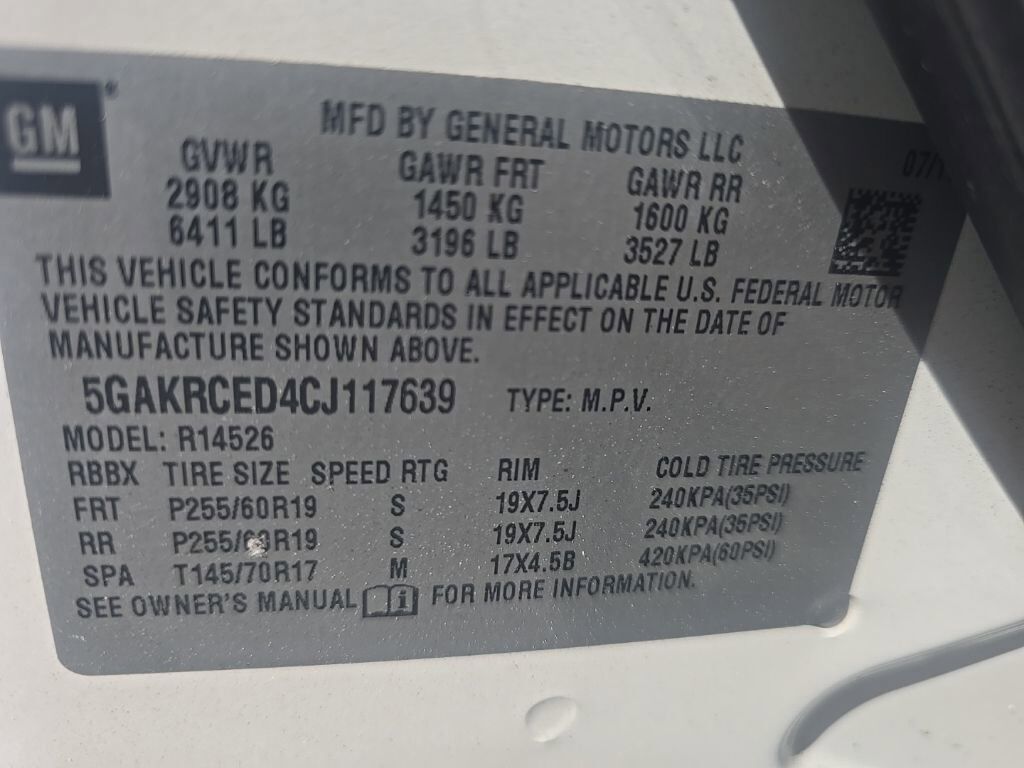 GM
MFD BY GENERAL MOTORS LLC
07/1
GVWR GAWR FRT GAWR RR
2908 KG 1450 KG 1600 KG
6411 LB 3196 LB 3527 LB
THIS VEHICLE CONFORMS TO ALL APPLICABLE U.S. FEDERAL MOTOR
VEHICLE SAFETY STANDARDS IN EFFECT ON THE DATE OF
MANUFACTURE SHOWN ABOVE.
5GAKRCED4CJ117639 TYPE: M.P.V.
MODEL: R14526
RBBX TIRE SIZE SPEED RTG RIM COLD TIRE PRESSURE
FRT P255/60R19 S 19X7.5J 240KPA(35PSI)
RR P255/60R19 S 19X7.5J 240KPA(35PSI)
SPA T145/70R17 M 17X4.5B 420KPA(60PSI)
SEE OWNER'S MANUAL i FOR MORE INFORMATION.